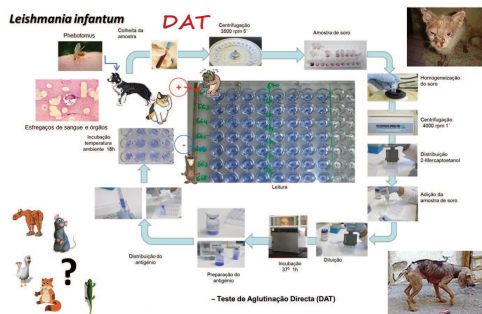 Leishmania infantum
DAT
Phebotomus
Colheita da
amostra
Centrifugação
3500 rpm 5´
Amostra de soro
Homogeneização
do soro
Centrifugação
4000 rpm 1´
Distribuição
2-Mercaptoetanol
Adição da
amostra de soro
Diluição
Incubação
37º 1h
Preparação do
antigénio
Distribuição do
antigénio
Incubação
temperatura
ambiente 18h
Leitura
Esfregaços de sangue e órgãos
+
?
– Teste de Aglutinação Directa (DAT)